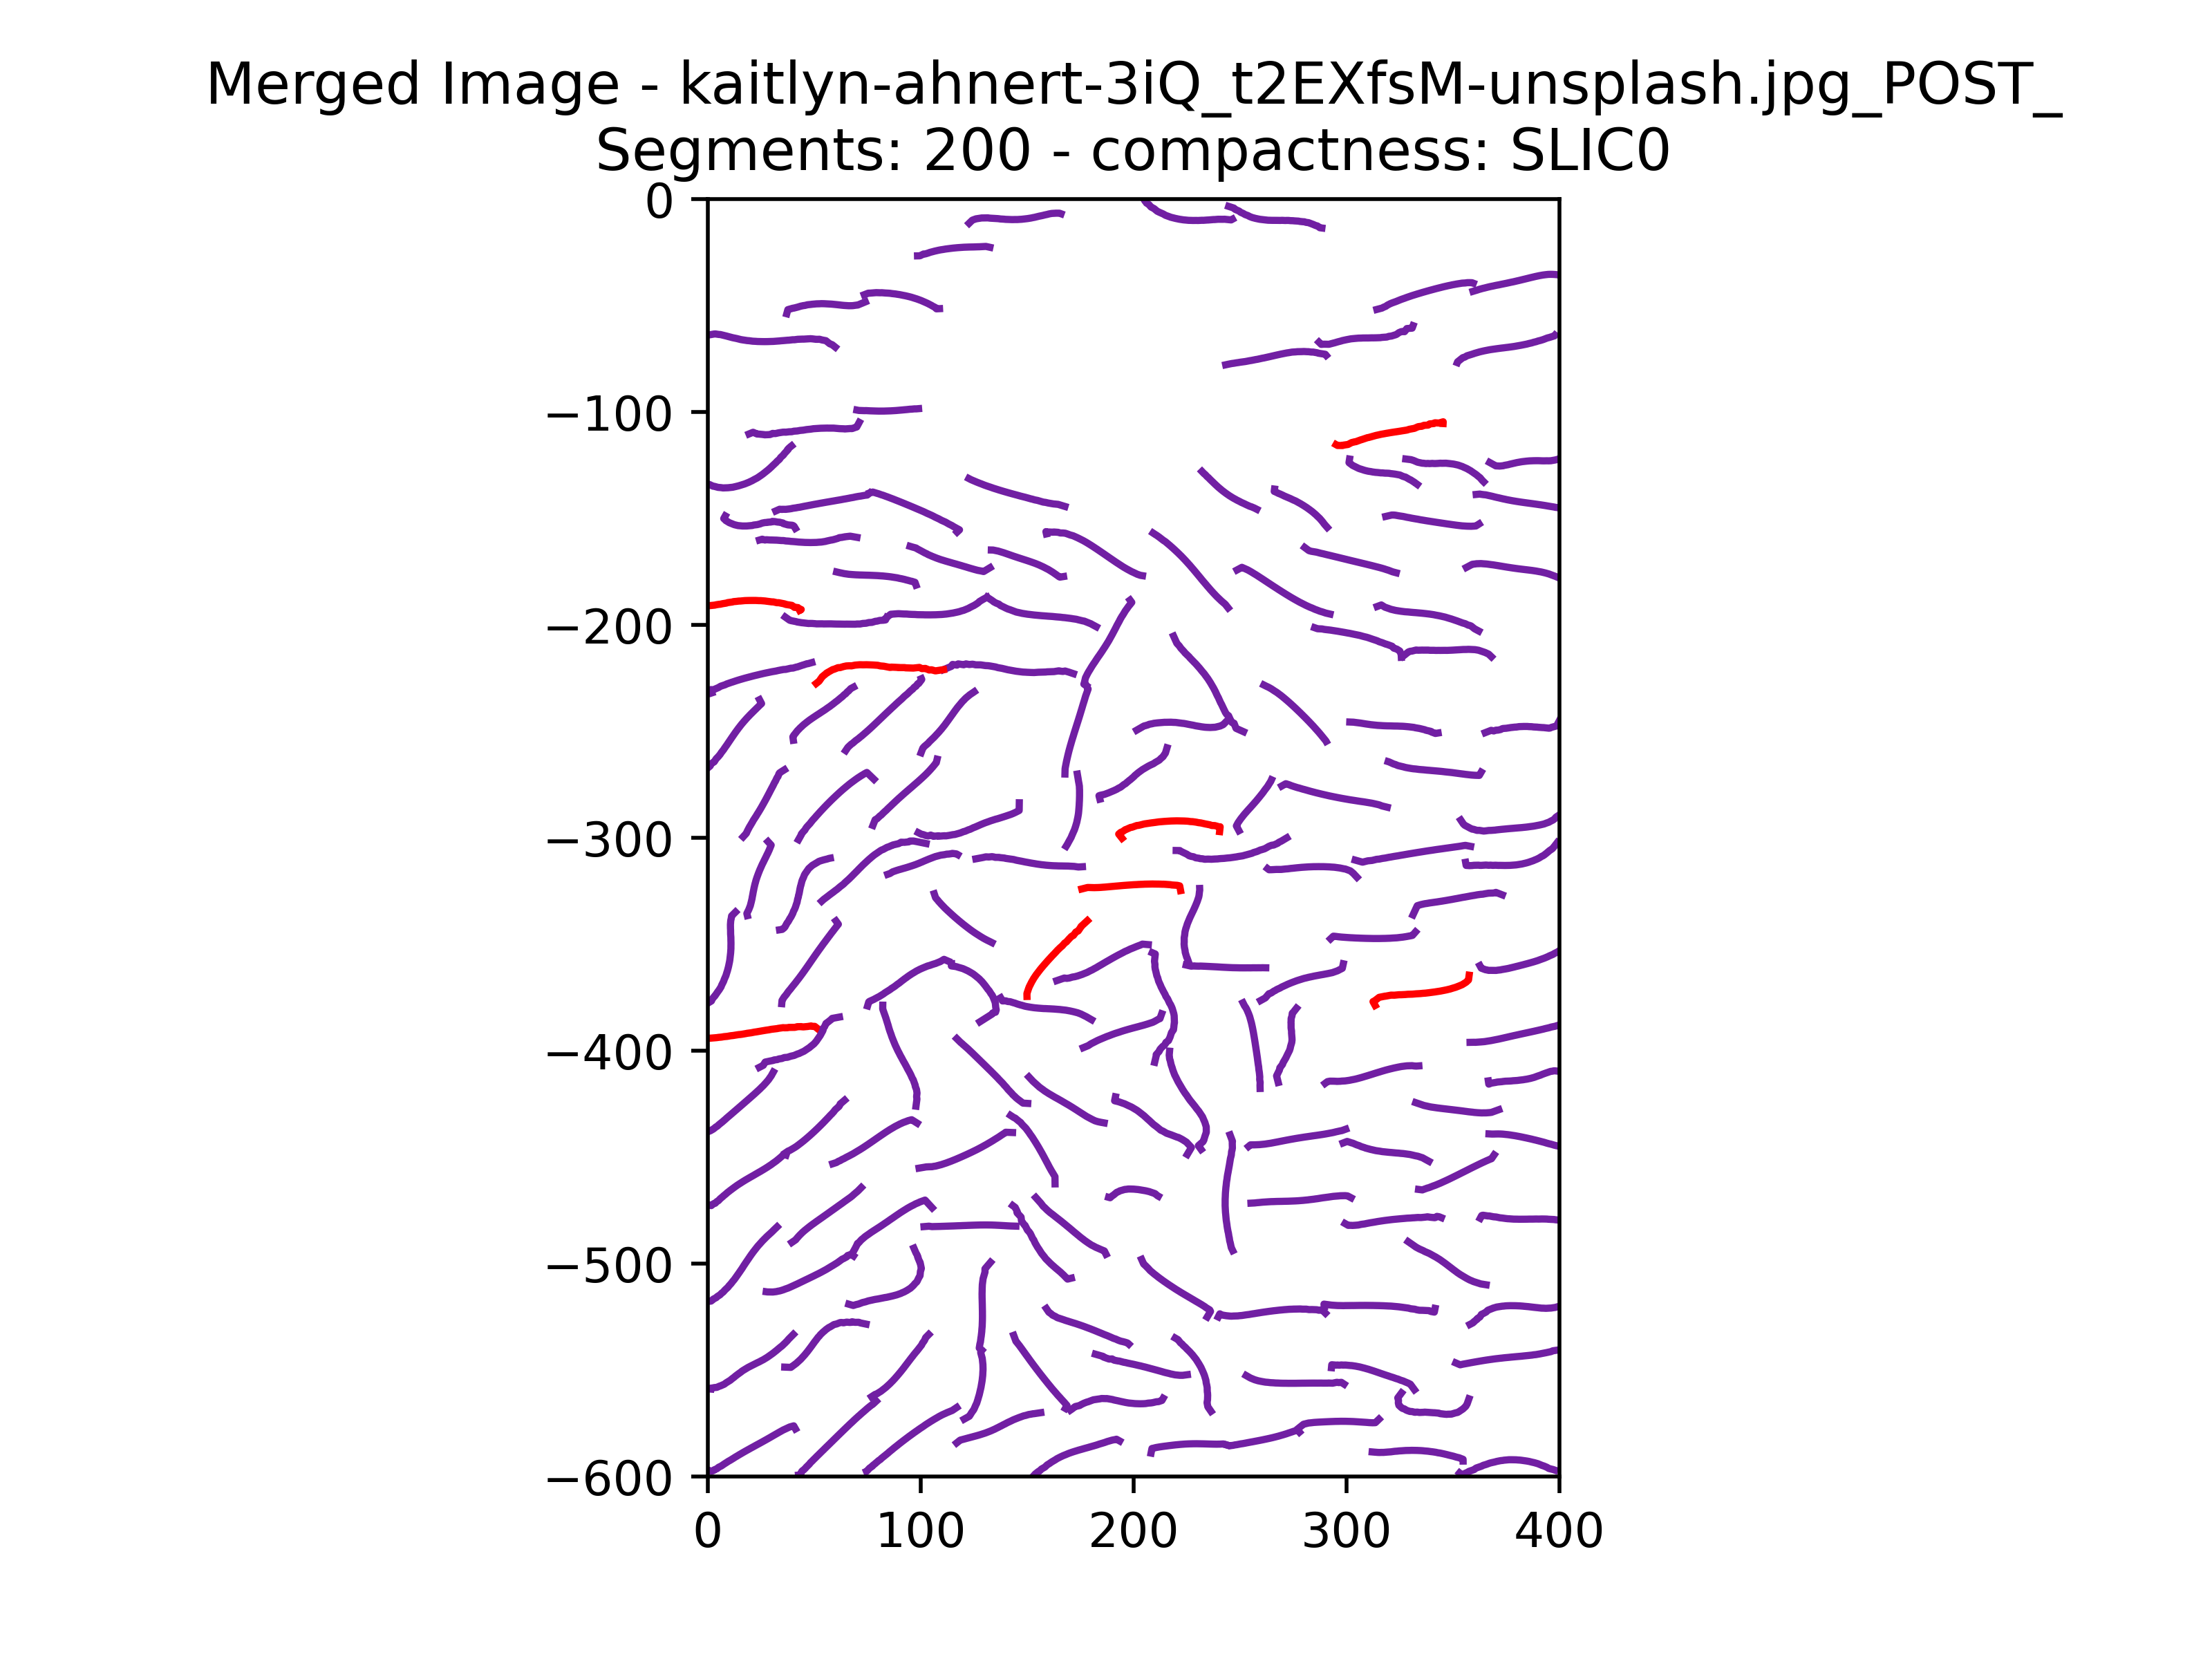 Merged Image - kaitlyn-ahnert-3iQ_t2EXfsM-unsplash.jpg_POST_
Segments: 200 - compactness: SLIC0
0
−100
−200
−300
−400
−500
−600
0 100 200 300 400